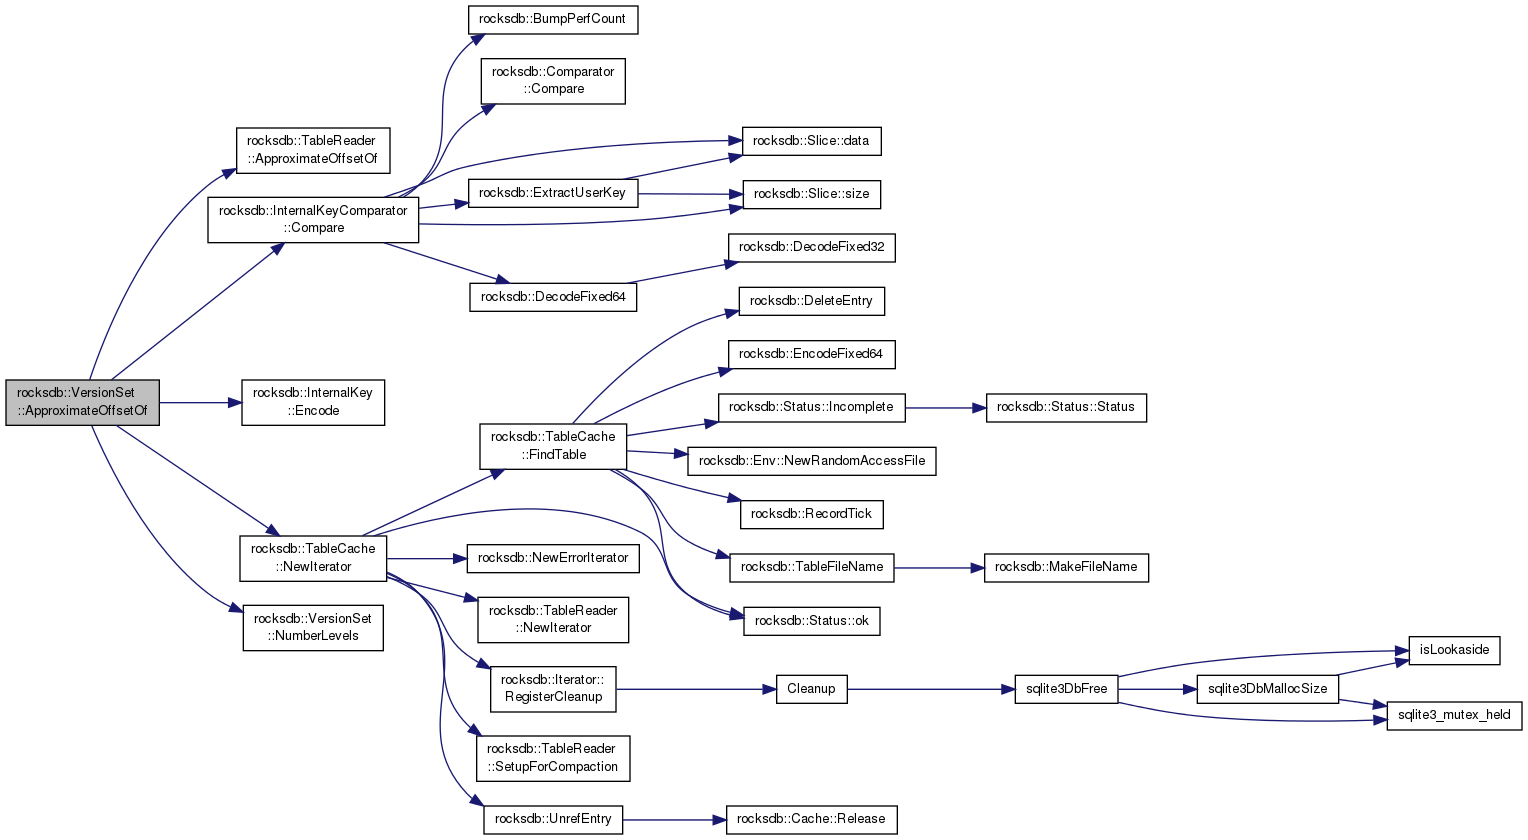 rocksdb::BumpPerfCount
rocksdb::Comparator
::Compare
rocksdb::TableReader
::ApproximateOffsetOf
rocksdb::Slice::data
rocksdb::ExtractUserKey
rocksdb::Slice::size
rocksdb::InternalKeyComparator
::Compare
rocksdb::DecodeFixed32
rocksdb::DecodeFixed64
rocksdb::DeleteEntry
rocksdb::EncodeFixed64
rocksdb::VersionSet
::ApproximateOffsetOf
rocksdb::InternalKey
::Encode
rocksdb::Status::Incomplete
rocksdb::Status::Status
rocksdb::TableCache
::FindTable
rocksdb::Env::NewRandomAccessFile
rocksdb::RecordTick
rocksdb::TableCache
::NewIterator
rocksdb::NewErrorIterator
rocksdb::TableFileName
rocksdb::MakeFileName
rocksdb::TableReader
::NewIterator
rocksdb::Status::ok
rocksdb::VersionSet
::NumberLevels
isLookaside
rocksdb::Iterator::
RegisterCleanup
Cleanup
sqlite3DbFree
sqlite3DbMallocSize
sqlite3_mutex_held
rocksdb::TableReader
::SetupForCompaction
rocksdb::UnrefEntry
rocksdb::Cache::Release